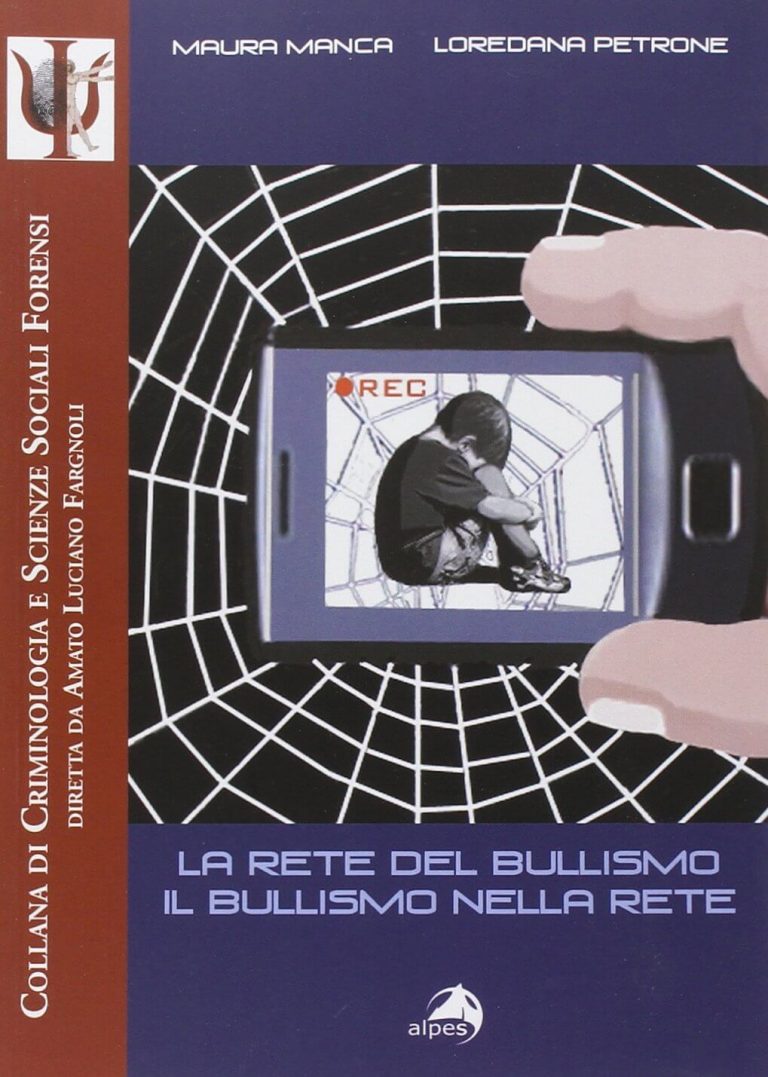 MAURA MANCA LOREDANA PETRONE
COLLANA DI CRIMINOLOGIA E SCIENZE SOCIALI FORENSI
DIRETTA DA AMATO LUCIANO FARGNOLI
REC
LA RETE DEL BULLISMO
IL BULLISMO NELLA RETE
alpes